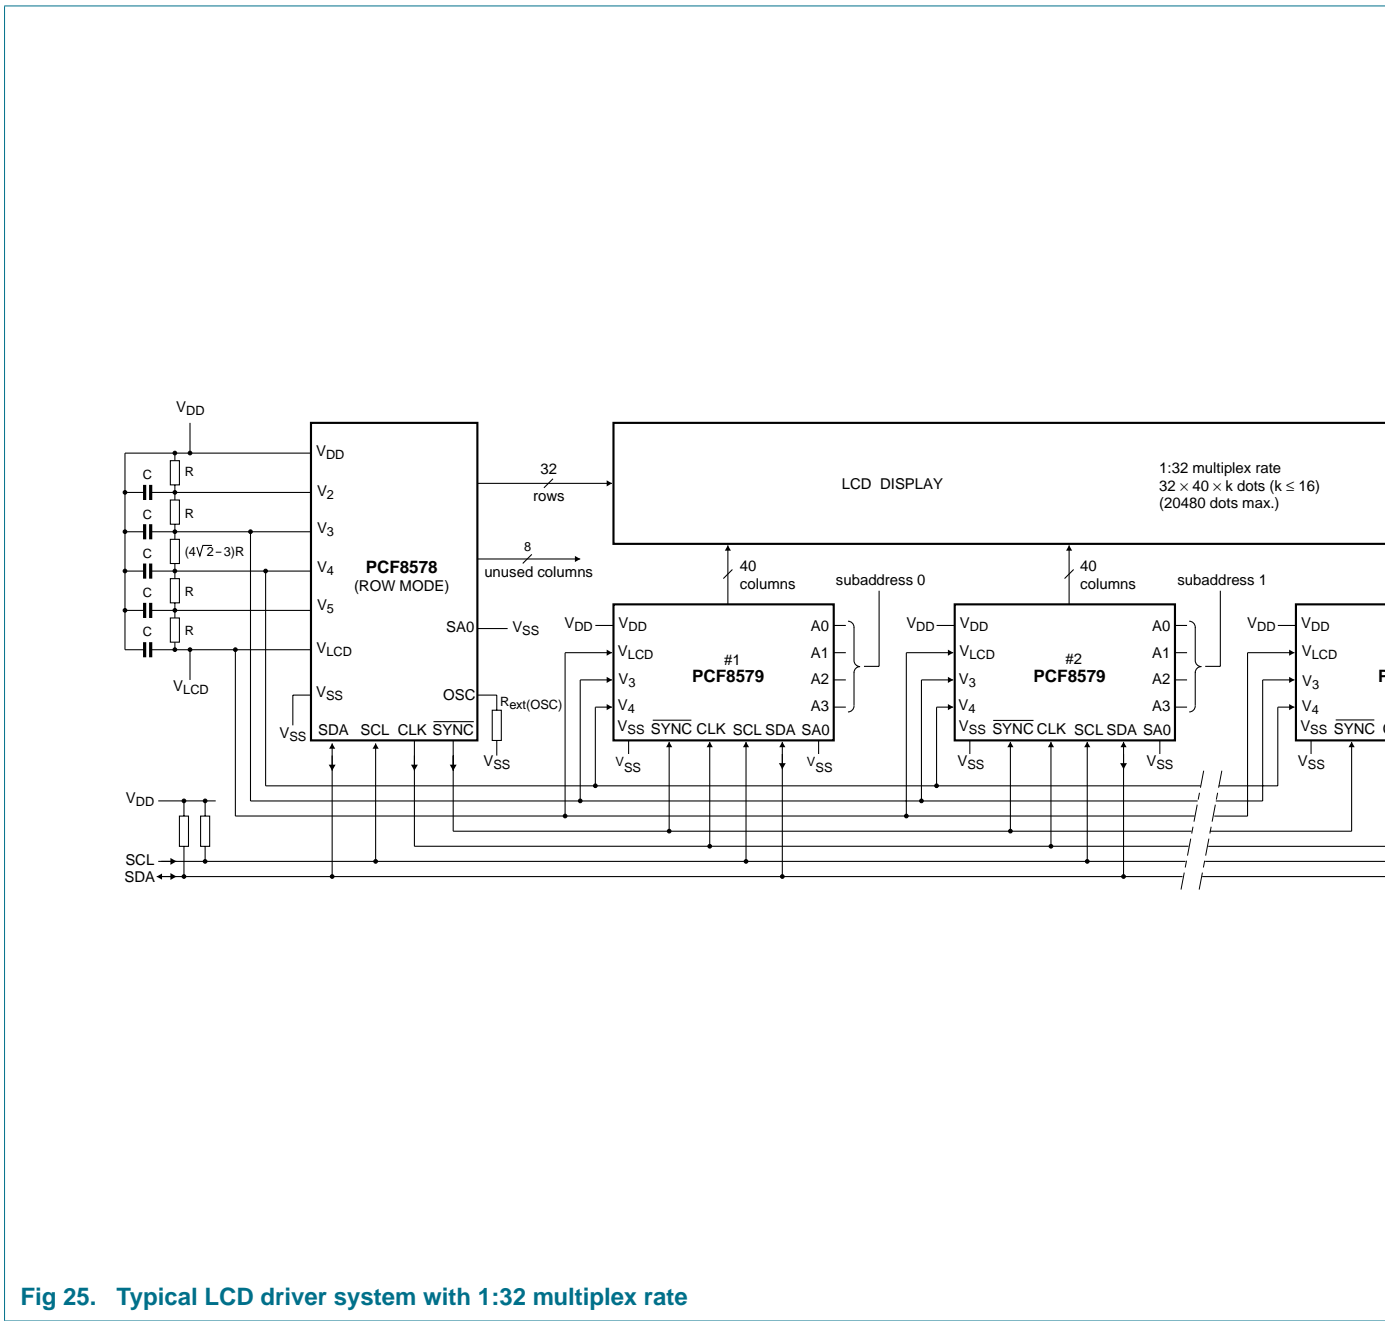 VDD
C
R
C
R
C
(4√2−3)R
C
R
C
R
VLCD
VDD
V2
V3
V4
V5
VLCD
VSS
VSS
PCF8578
(ROW MODE)
SA0
VSS
OSC
Rext(OSC)
VSS
SDA SCL CLK SYNC
32
rows
8
unused columns
LCD DISPLAY
1:32 multiplex rate
32 × 40 × k dots (k ≤ 16)
(20480 dots max.)
40
columns
subaddress 0
40
columns
subaddress 1
VDD
VDD
VLCD
V3
V4
#1
PCF8579
A0
A1
A2
A3
VSS SYNC CLK SCL SDA SA0
VSS
VSS
VDD
VDD
VLCD
V3
V4
#2
PCF8579
A0
A1
A2
A3
VSS SYNC CLK SCL SDA SA0
VSS
VSS
VDD
VDD
VLCD
V3
V4
VSS SYNC
VSS
VDD
SCL
SDA
Fig 25. Typical LCD driver system with 1:32 multiplex rate